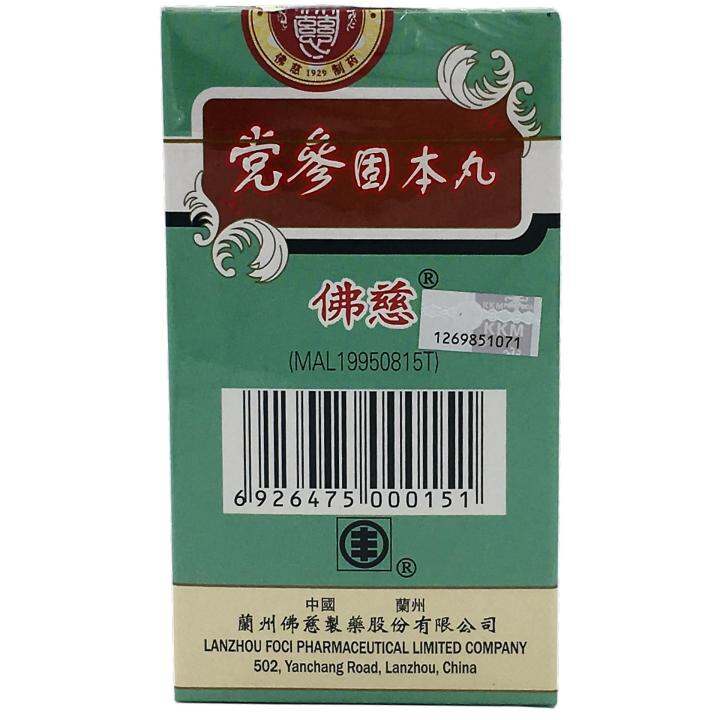 佛慈 1929 制药
党参固本丸
佛慈®
KKM
KKM
1269851071
(MAL19950815T)
6 926475 000151
®
中國 蘭州
蘭州佛慈製藥股份有限公司
LANZHOU FOCI PHARMACEUTICAL LIMITED COMPANY
502, Yanchang Road, Lanzhou, China